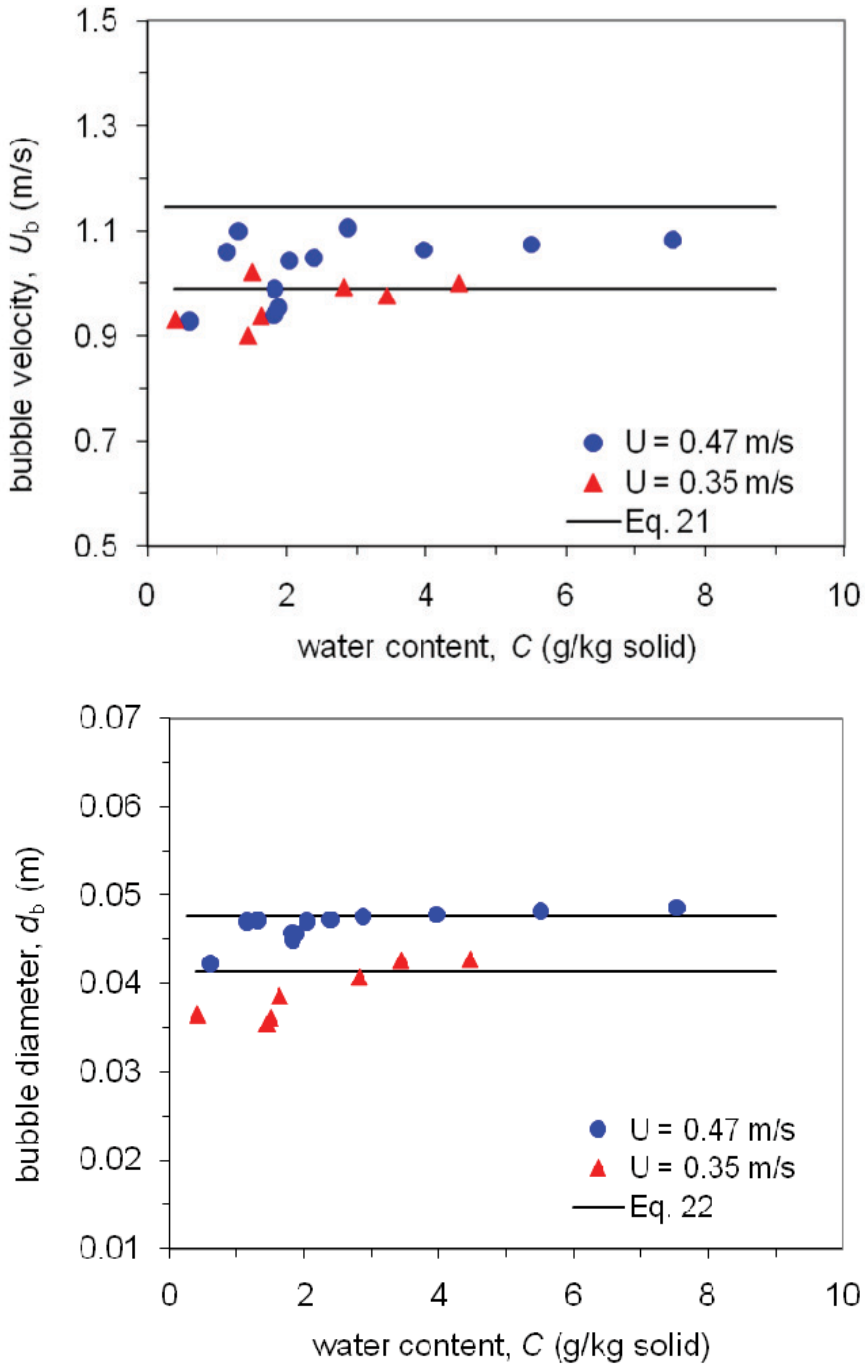 1.5
1.3
1.1
0.9
0.7
0.5
bubble velocity, U_b (m/s)
U = 0.47 m/s
U = 0.35 m/s
Eq. 21
0 2 4 6 8 10
water content, C (g/kg solid)
0.07
0.06
0.05
0.04
0.03
0.02
0.01
bubble diameter, d_b (m)
U = 0.47 m/s
U = 0.35 m/s
Eq. 22
0 2 4 6 8 10
water content, C (g/kg solid)